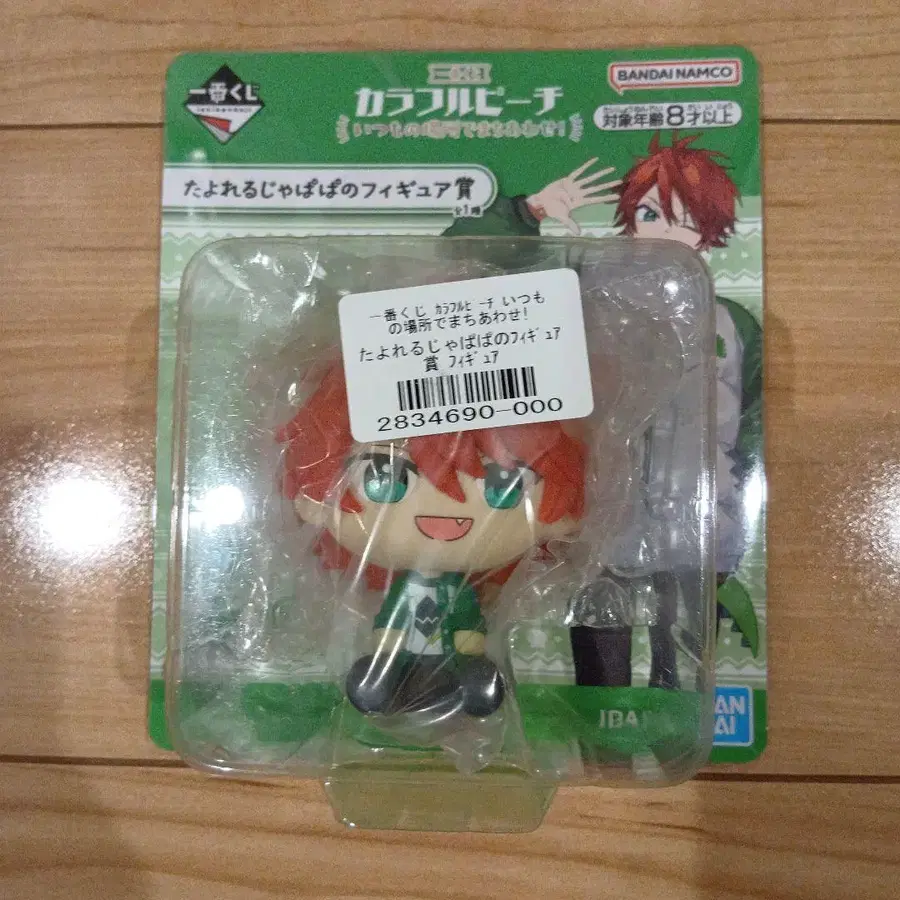 一番くじ
カラフルピーチ
いつもの場所でまちあわせ!
BANDAI NAMCO
対象年齢8才以上
たよれるじゃぱぱのフィギュア賞
全1種
一番くじ ｶﾗﾌﾙﾋﾟｰﾁ いつも
の場所でまちあわせ!
たよれるじゃぱぱのﾌｨｷﾞｭｱ
賞 ﾌｨｷﾞｭｱ
2834690-000